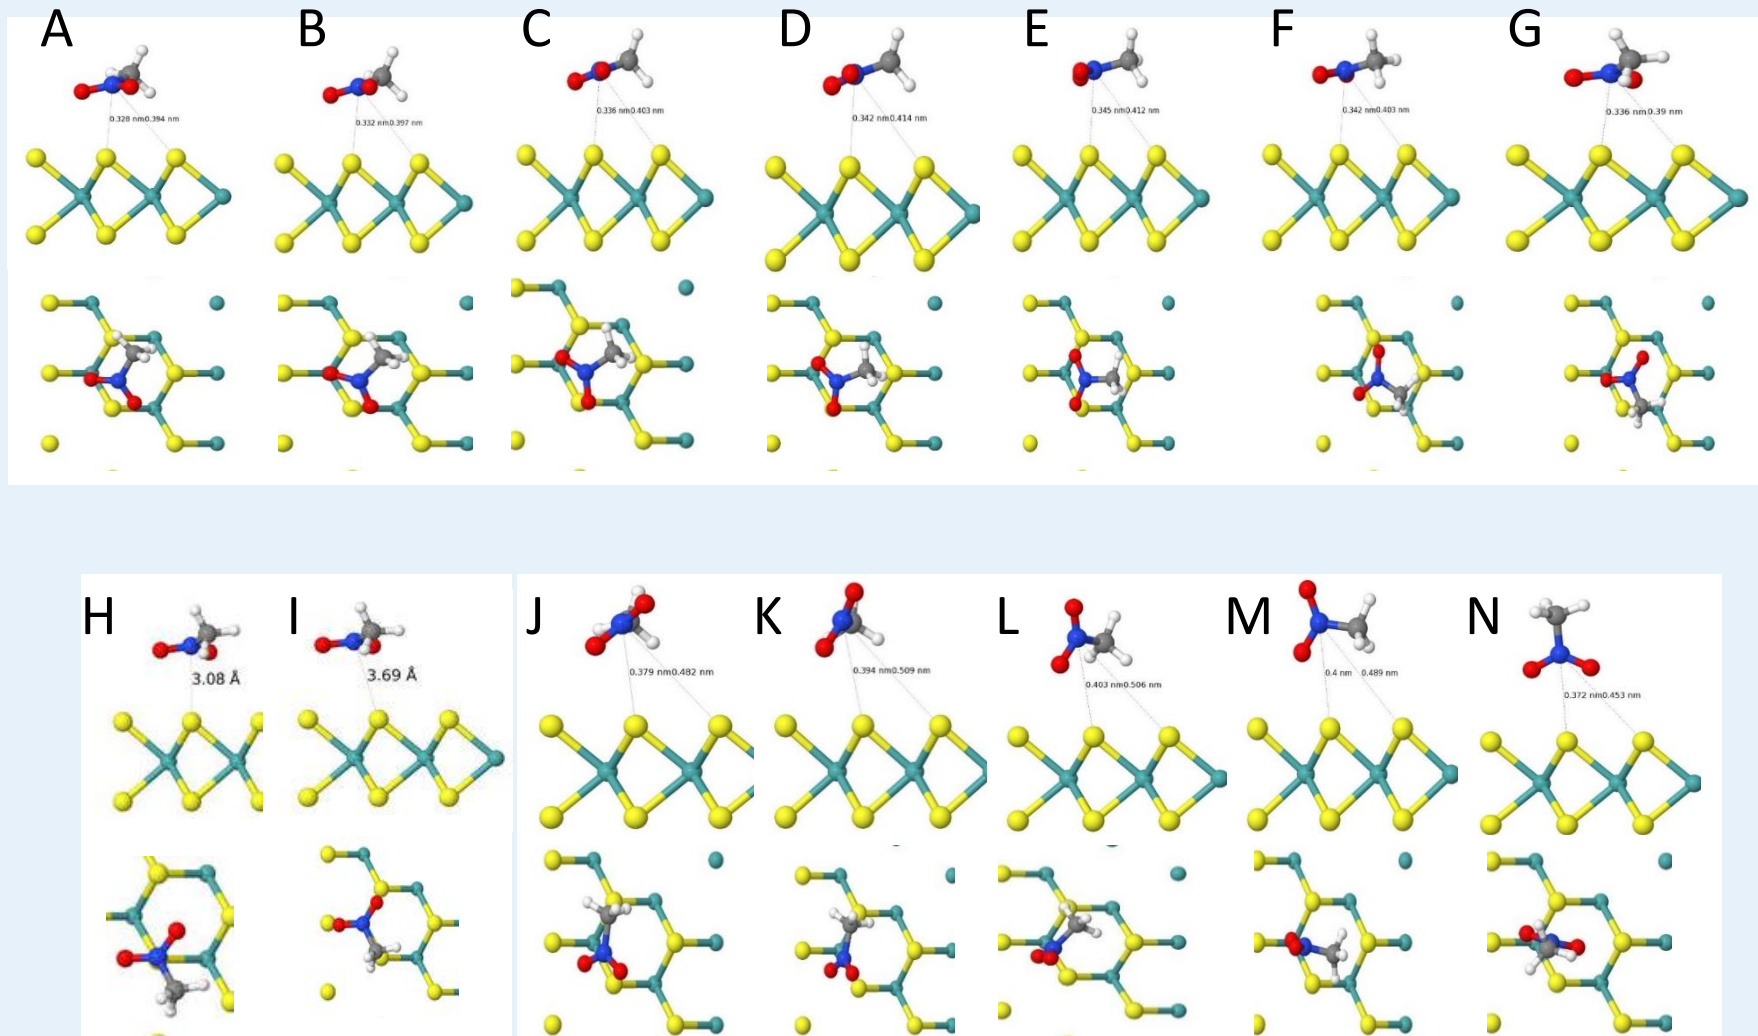 A B C D E F G
0.328 nm0.394 nm
0.332 nm0.397 nm
0.336 nm0.403 nm
0.342 nm0.414 nm
0.345 nm0.412 nm
0.342 nm0.403 nm
0.336 nm0.39 nm
H I J K L M N
3.08 Å
3.69 Å
0.379 nm0.482 nm
0.394 nm0.509 nm
0.403 nm0.506 nm
0.4 nm 0.489 nm
0.372 nm0.453 nm